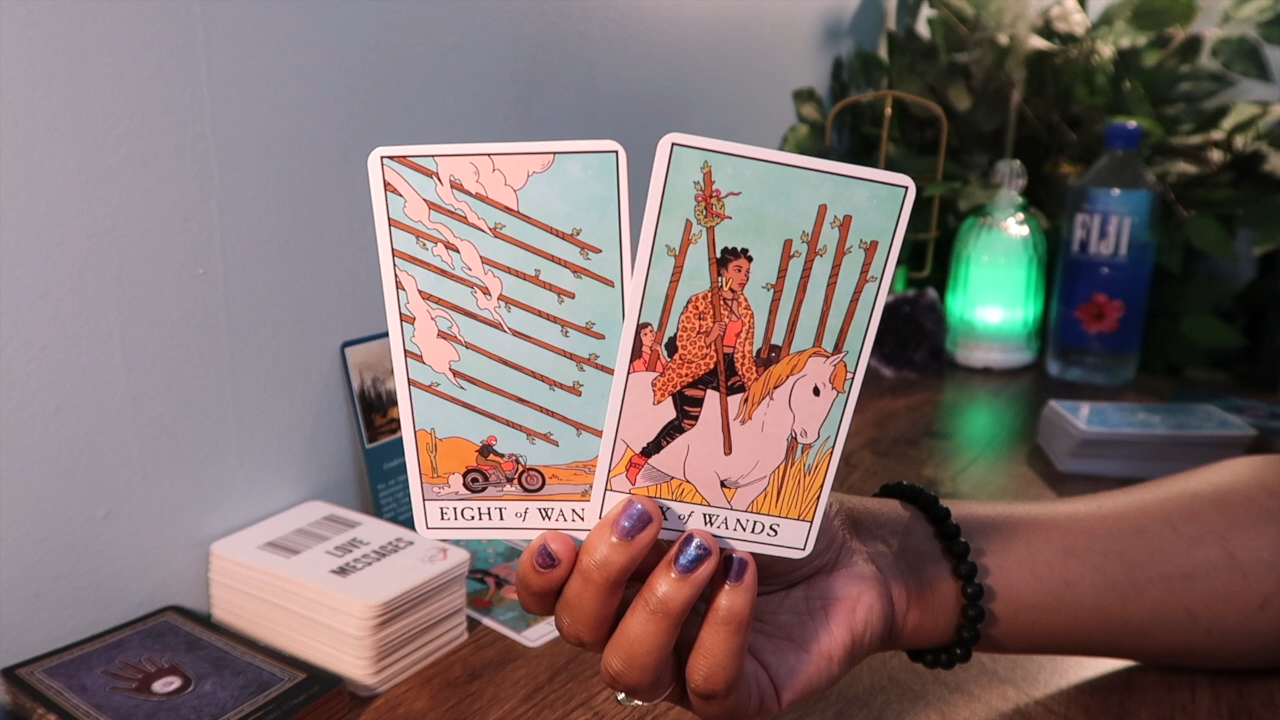 EIGHT of WAN
X of WANDS
LOVE
MESSAGES
FIJI